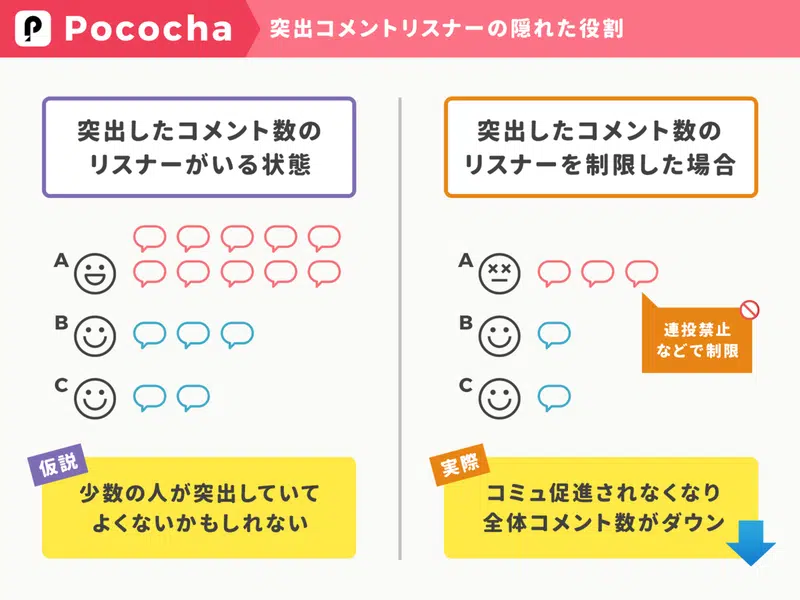 Pococha 突出コメントリスナーの隠れた役割
突出したコメント数の
リスナーがいる状態
A
B
C
仮説
少数の人が突出していて
よくないかもしれない
突出したコメント数の
リスナーを制限した場合
A
B
C
連投禁止
などで制限
実際
コミュ促進されなくなり
全体コメント数がダウン